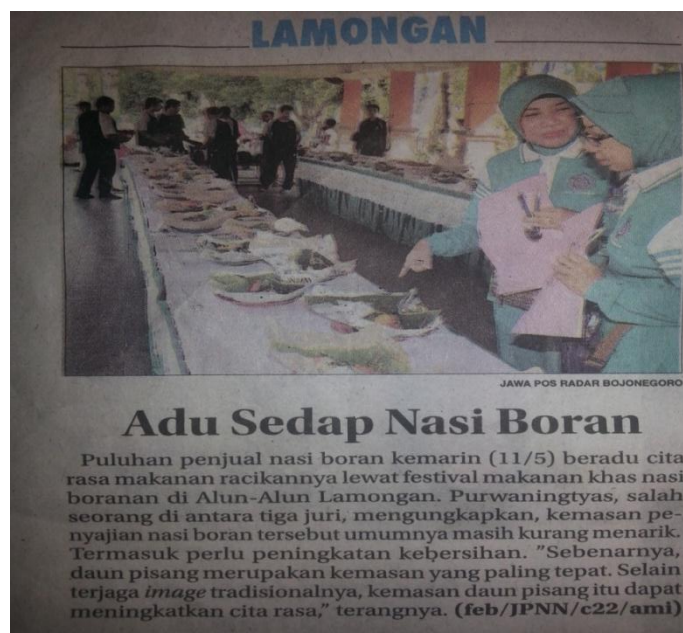 LAMONGAN
JAWA POS RADAR BOJONEGORO
Adu Sedap Nasi Boran
Puluhan penjual nasi boran kemarin (11/5) beradu cita
rasa makanan racikannya lewat festival makanan khas nasi
boranan di Alun-Alun Lamongan. Purwaningtyas, salah
seorang di antara tiga juri, mengungkapkan, kemasan pe-
nyajian nasi boran tersebut umumnya masih kurang menarik.
Termasuk perlu peningkatan kebersihan. ”Sebenarnya,
daun pisang merupakan kemasan yang paling tepat. Selain
terjaga image tradisionalnya, kemasan daun pisang itu dapat
meningkatkan cita rasa,” terangnya. (feb/JPNN/c22/ami)